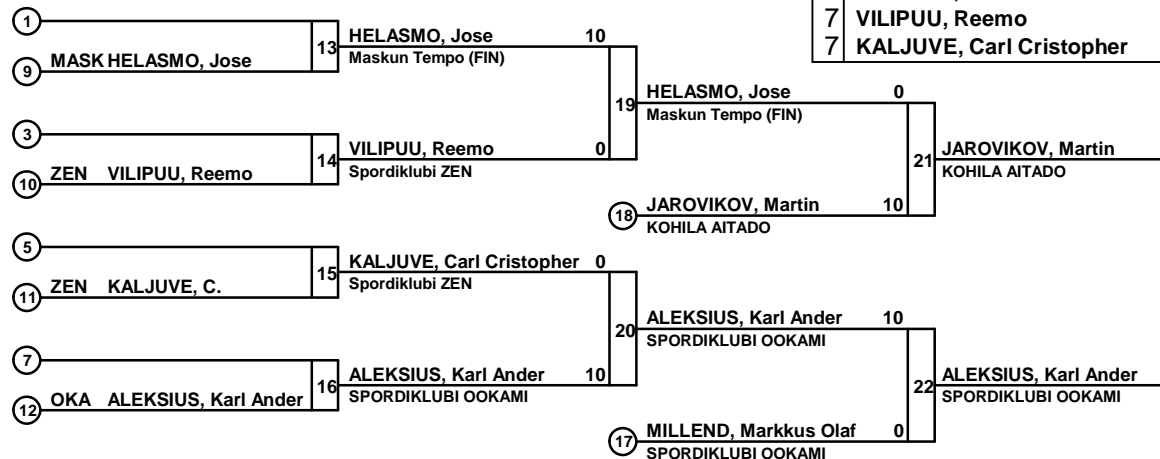 7 VILIPUU, Reemo
7 KALJUVE, Carl Cristopher
1
9 MASK HELASMO, Jose
13 HELASMO, Jose 10
Maskun Tempo (FIN)
3
10 ZEN VILIPUU, Reemo
14 VILIPUU, Reemo 0
Spordiklubi ZEN
19 HELASMO, Jose 0
Maskun Tempo (FIN)
18 JAROVIKOV, Martin 10
KOHILA AITADO
21 JAROVIKOV, Martin
KOHILA AITADO
5
11 ZEN KALJUVE, C.
15 KALJUVE, Carl Cristopher 0
Spordiklubi ZEN
7
12 OKA ALEKSIUS, Karl Ander
16 ALEKSIUS, Karl Ander 10
SPORDIKLUBI OOKAMI
20 ALEKSIUS, Karl Ander 10
SPORDIKLUBI OOKAMI
17 MILLEND, Markkus Olaf 0
SPORDIKLUBI OOKAMI
22 ALEKSIUS, Karl Ander
SPORDIKLUBI OOKAMI